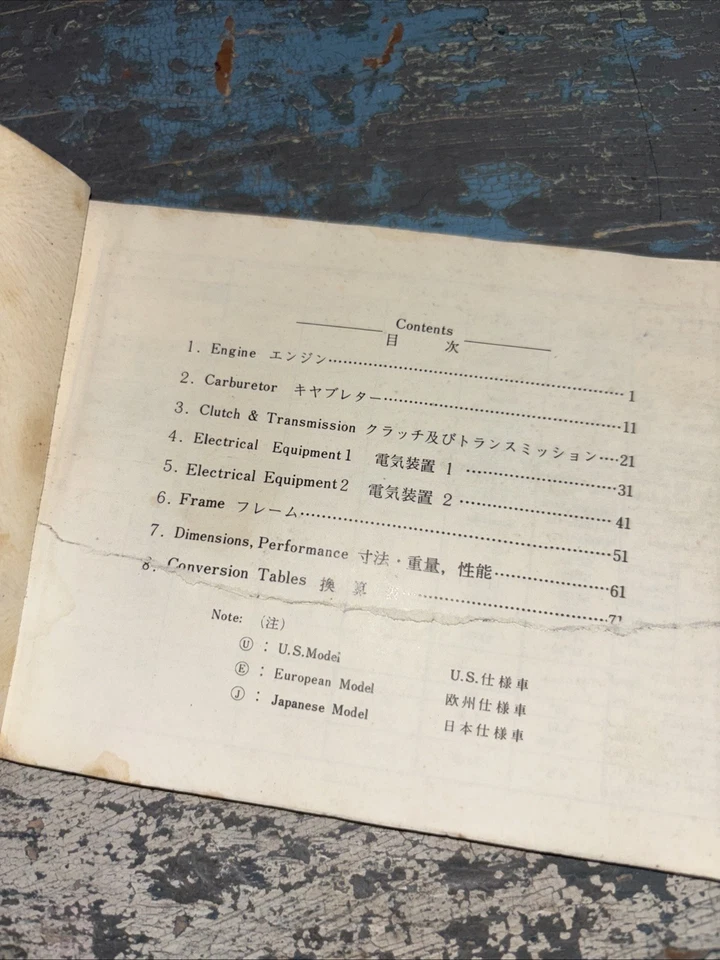 Contents
目 次
1. Engine エンジン……1
2. Carburetor キャブレター……11
3. Clutch & Transmission クラッチ及びトランスミッション……21
4. Electrical Equipment 1 電気装置 1……31
5. Electrical Equipment 2 電気装置 2……41
6. Frame フレーム……51
7. Dimensions, Performance 寸法・重量，性能……61
8. Conversion Tables 換 算……71
Note: （注）
Ⓤ : U.S.Model U.S.仕様車
Ⓔ : European Model 欧州仕様車
Ⓙ : Japanese Model 日本仕様車